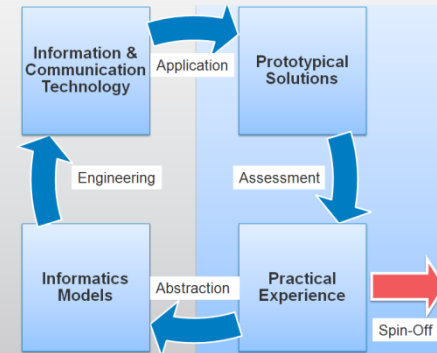 Information &
Communication
Technology
Application
Prototypical
Solutions
Engineering
Assessment
Informatics
Models
Abstraction
Practical
Experience
Spin-Off